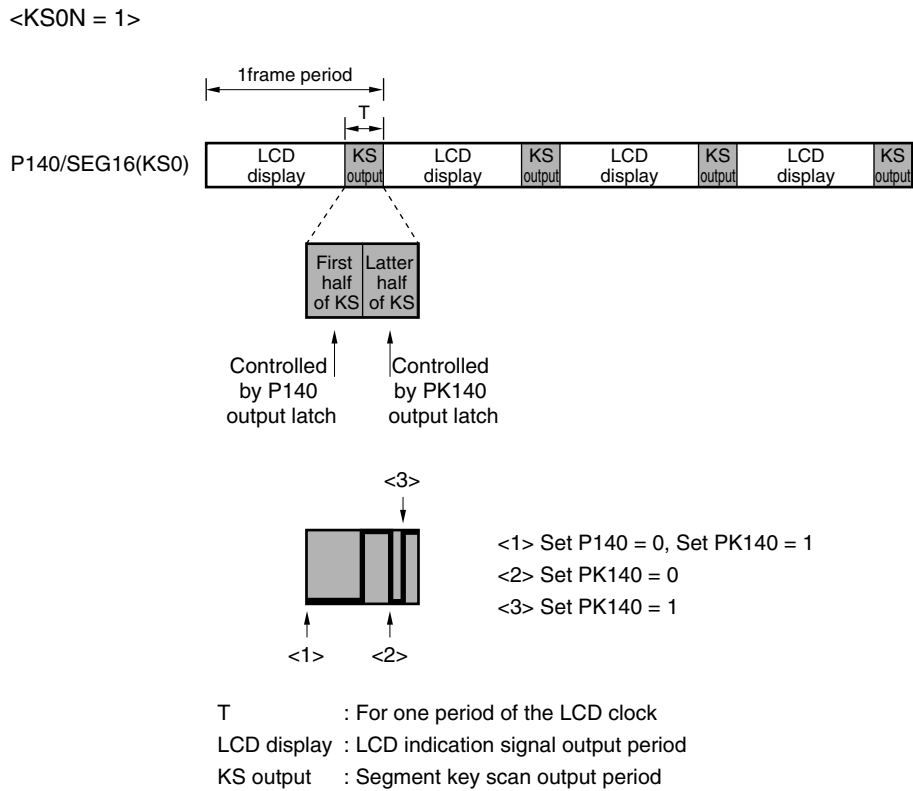 <KS0N = 1>
1frame period
T
P140/SEG16(KS0)
LCD display
KS output
LCD display
KS output
LCD display
KS output
LCD display
KS output
First half of KS
Latter half of KS
Controlled by P140 output latch
Controlled by PK140 output latch
<3>
<1> Set P140 = 0, Set PK140 = 1
<2> Set PK140 = 0
<3> Set PK140 = 1
<1>
<2>
T : For one period of the LCD clock
LCD display : LCD indication signal output period
KS output : Segment key scan output period